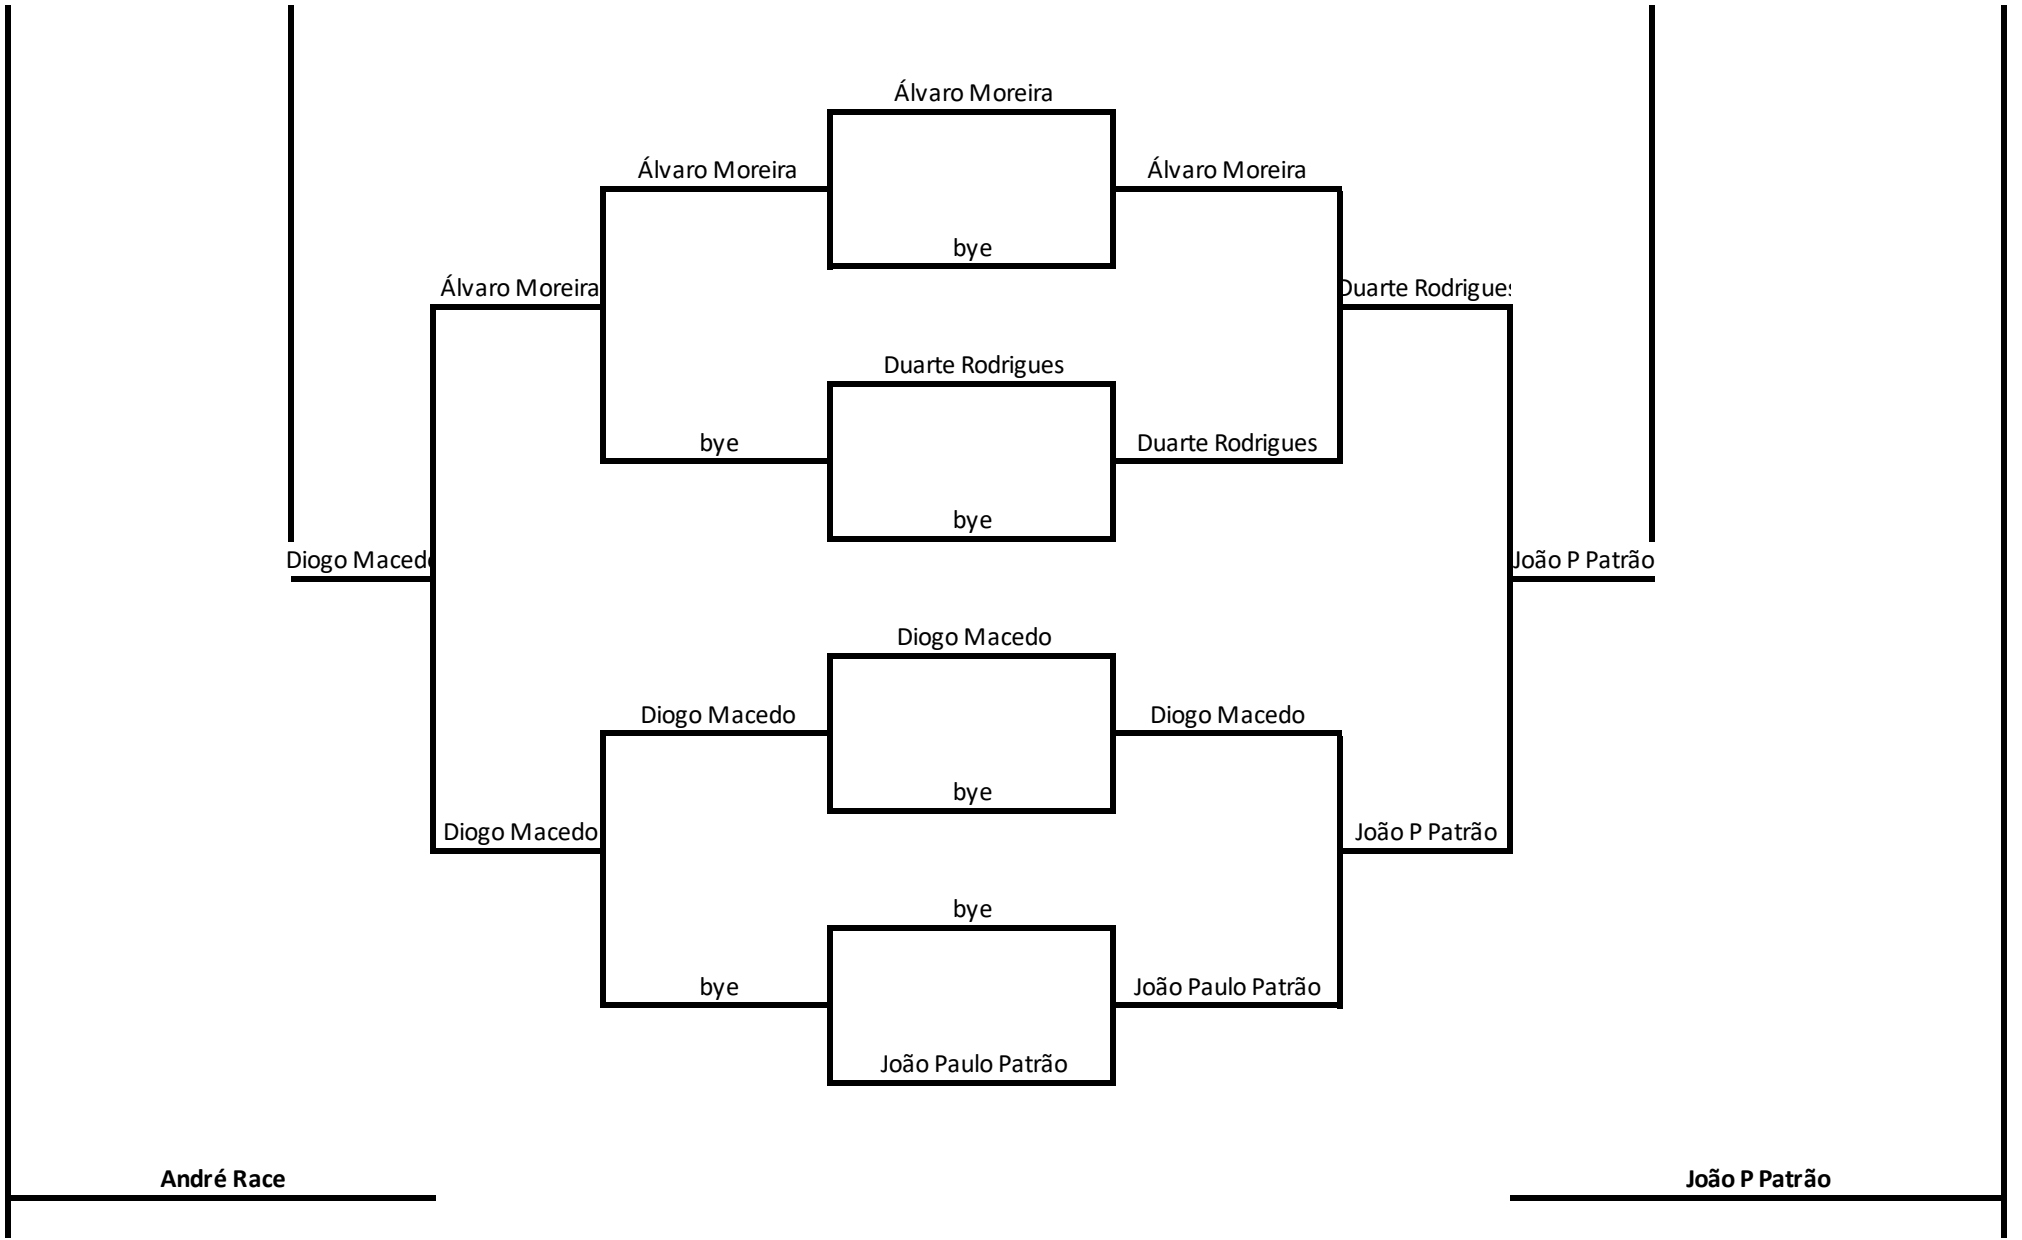 Álvaro Moreira
Álvaro Moreira
Álvaro Moreira
bye
Álvaro Moreira
Duarte Rodrigues
Duarte Rodrigues
bye
Duarte Rodrigues
bye
Diogo Macedo
João P Patrão
Diogo Macedo
Diogo Macedo
Diogo Macedo
bye
Diogo Macedo
João P Patrão
bye
bye
João Paulo Patrão
João Paulo Patrão
André Race
João P Patrão